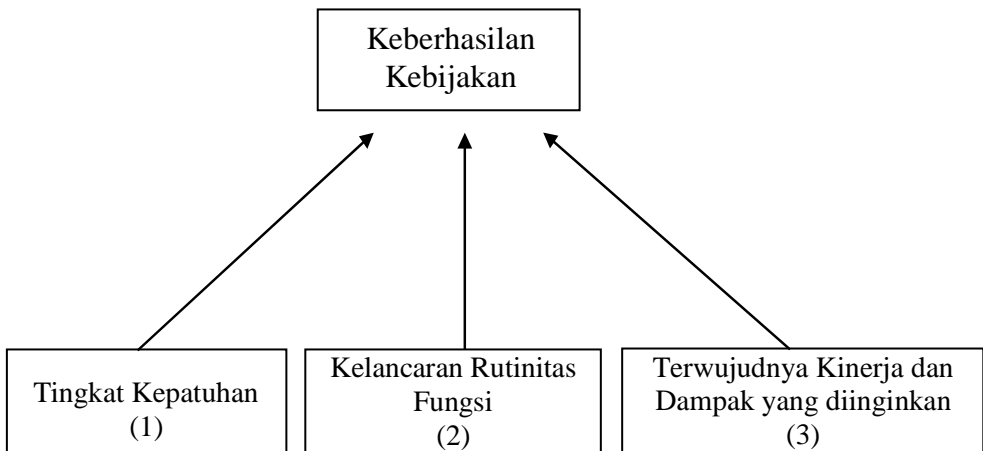 Keberhasilan
Kebijakan
Tingkat Kepatuhan
(1)
Kelancaran Rutinitas
Fungsi
(2)
Terwujudnya Kinerja dan
Dampak yang diinginkan
(3)